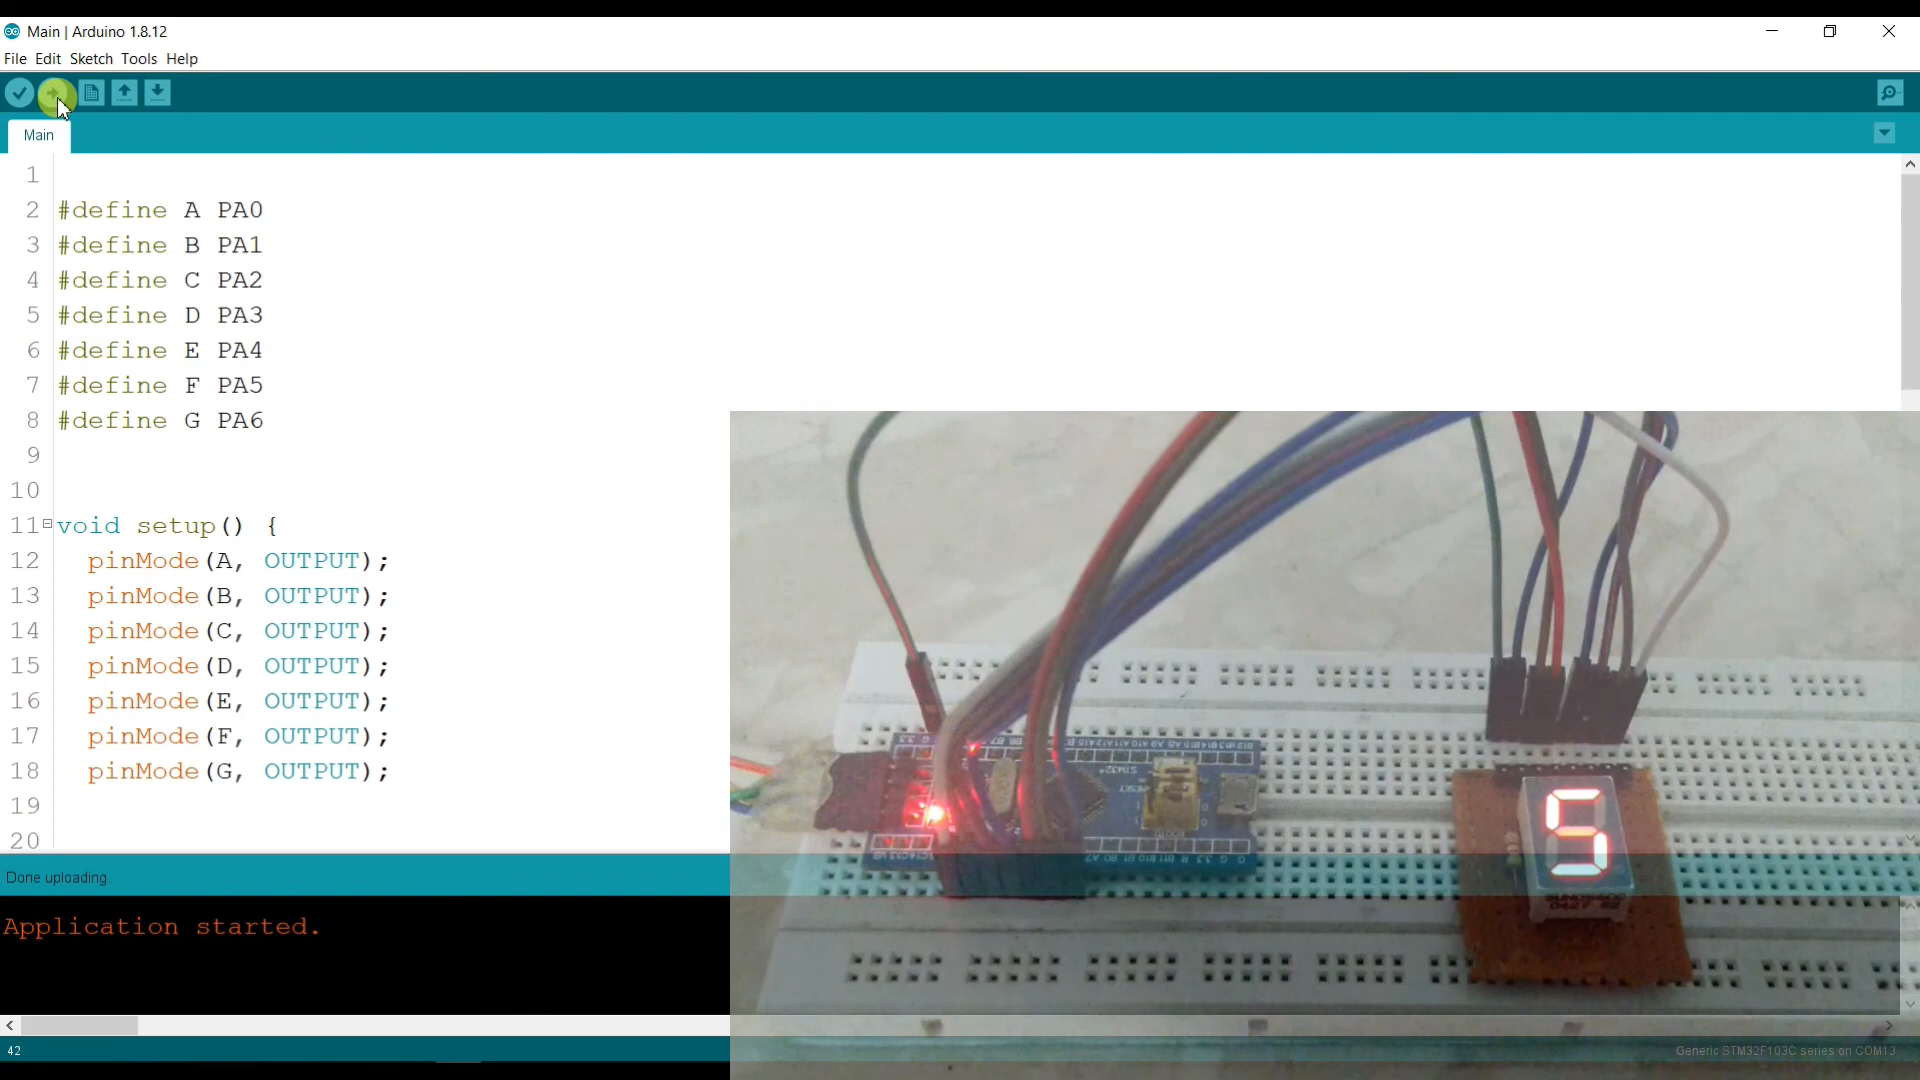 Main | Arduino 1.8.12
File Edit Sketch Tools Help
Main
1
2 #define A PA0
3 #define B PA1
4 #define C PA2
5 #define D PA3
6 #define E PA4
7 #define F PA5
8 #define G PA6
9
10
11 void setup() {
12 pinMode(A, OUTPUT);
13 pinMode(B, OUTPUT);
14 pinMode(C, OUTPUT);
15 pinMode(D, OUTPUT);
16 pinMode(E, OUTPUT);
17 pinMode(F, OUTPUT);
18 pinMode(G, OUTPUT);
19
20
5
Done uploading.
Application started.
42
Generic STM32F103C series on COM13